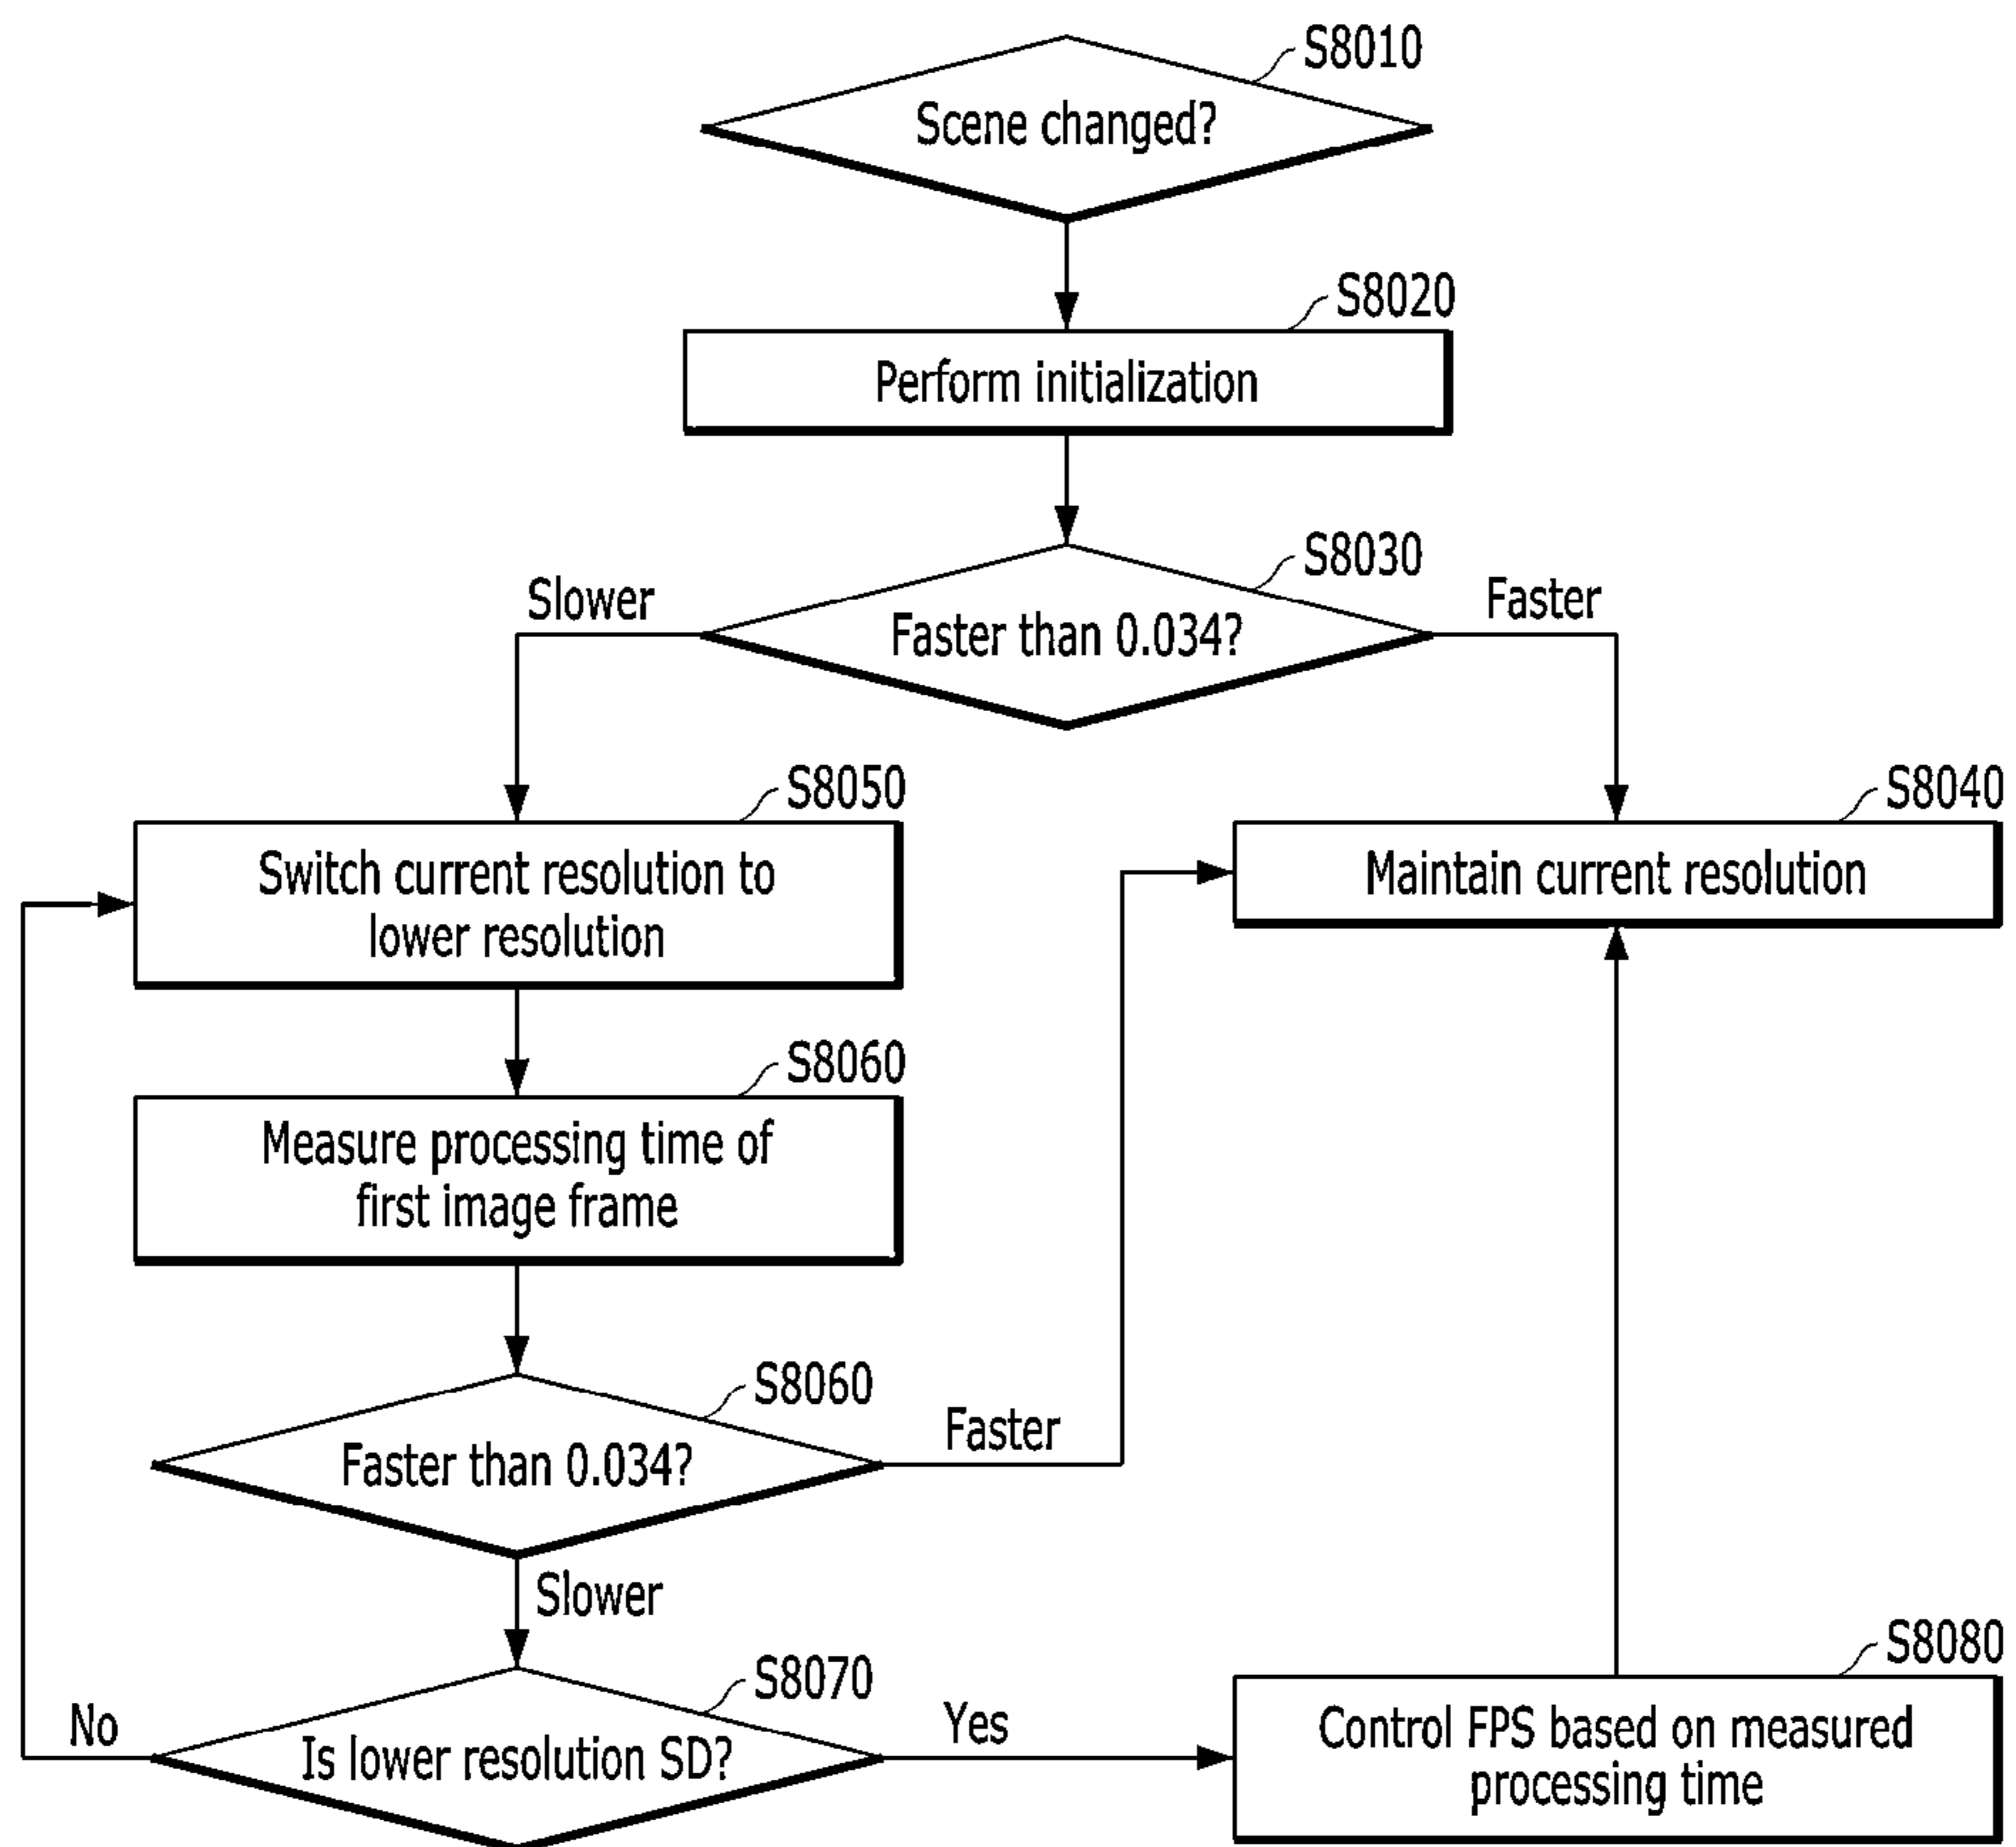 S8010
Scene changed?
S8020
Perform initialization
S8030
Slower
Faster than 0.034?
Faster
S8050
Switch current resolution to
lower resolution
S8040
Maintain current resolution
S8060
Measure processing time of
first image frame
S8060
Faster than 0.034?
Faster
Slower
S8070
No
Is lower resolution SD?
Yes
S8080
Control FPS based on measured
processing time